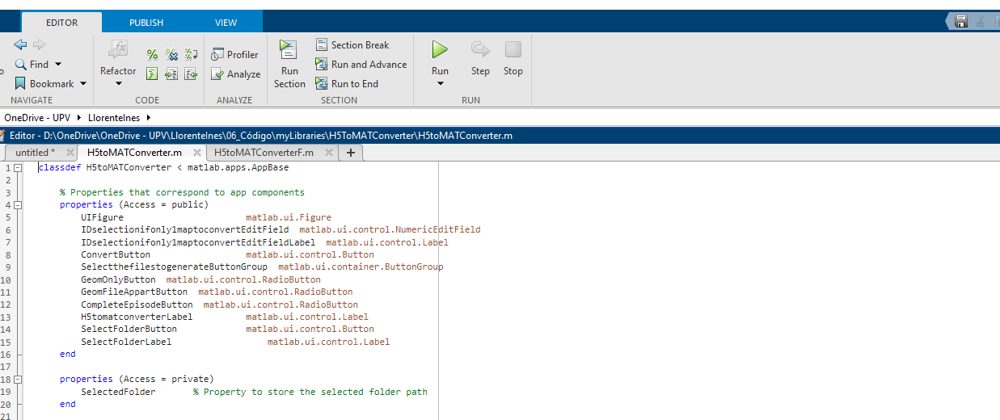 EDITOR PUBLISH VIEW
Find
Bookmark
NAVIGATE
Refactor
CODE
Profiler
Analyze
ANALYZE
Run
Section
Section Break
Run and Advance
Run to End
SECTION
Run Step Stop
RUN
OneDrive - UPV Llorentelnes
Editor - D:\OneDrive\OneDrive - UPV\Llorentelnes\06_Código\myLibraries\H5ToMATConverter\H5toMATConverter.m
untitled * H5toMATConverter.m H5toMATConverterF.m
1 classdef H5toMATConverter < matlab.apps.AppBase
2
3 % Properties that correspond to app components
4 properties (Access = public)
5 UIFigure matlab.ui.Figure
6 IDselectionifonly1maptoconvertEditField matlab.ui.control.NumericEditField
7 IDselectionifonly1maptoconvertEditFieldLabel matlab.ui.control.Label
8 ConvertButton matlab.ui.control.Button
9 SelectthefilestogenerateButtonGroup matlab.ui.container.ButtonGroup
10 GeomOnlyButton matlab.ui.control.RadioButton
11 GeomFileAppartButton matlab.ui.control.RadioButton
12 CompleteEpisodeButton matlab.ui.control.RadioButton
13 H5tomatconverterLabel matlab.ui.control.Label
14 SelectFolderButton matlab.ui.control.Button
15 SelectFolderLabel matlab.ui.control.Label
16 end
17
18 properties (Access = private)
19 SelectedFolder % Property to store the selected folder path
20 end
21